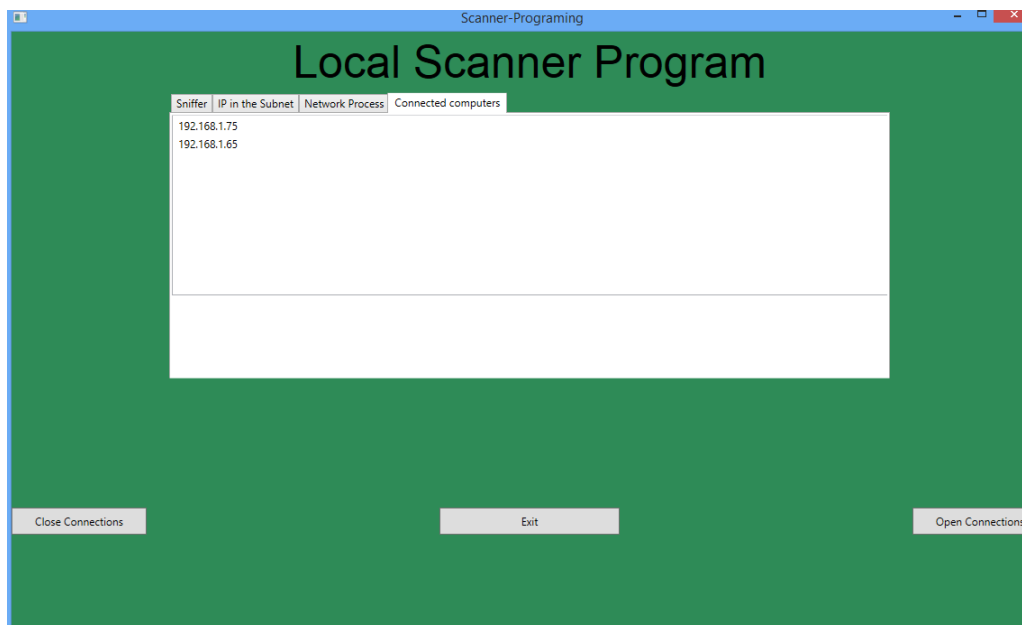 Scanner-Programing
Local Scanner Program
Sniffer IP in the Subnet Network Process Connected computers
192.168.1.75
192.168.1.65
Close Connections Exit Open Connections